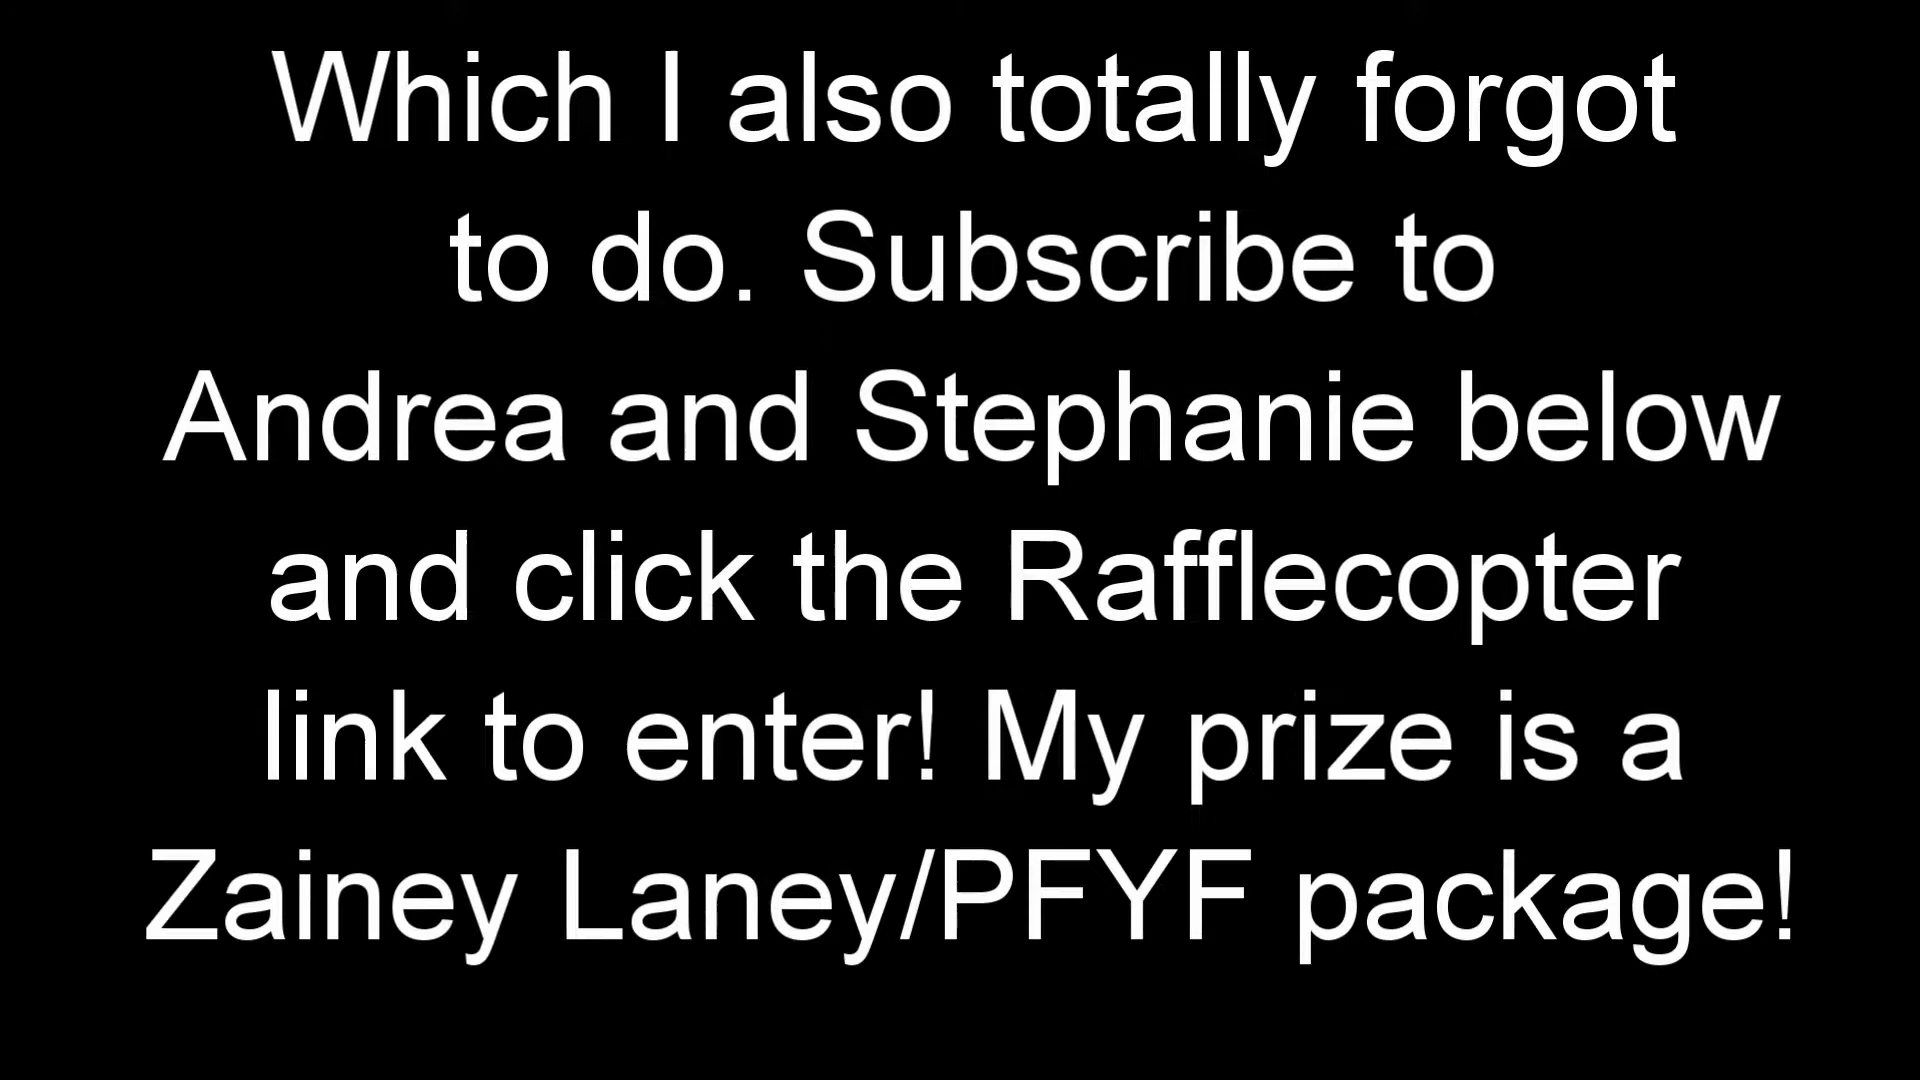 Which I also totally forgot
to do. Subscribe to
Andrea and Stephanie below
and click the Rafflecopter
link to enter! My prize is a
Zainey Laney/PFYF package!